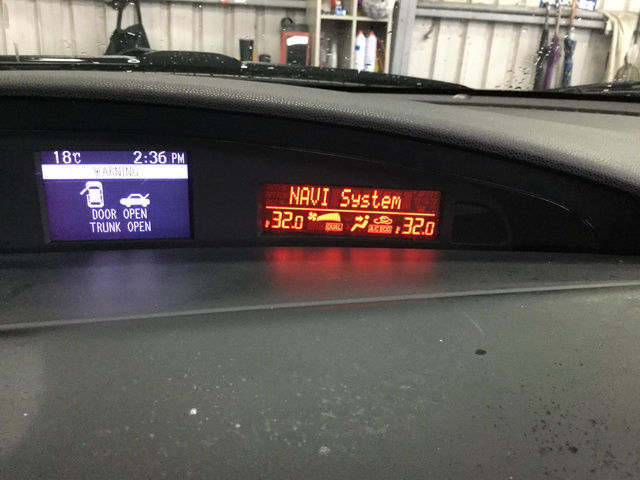 18℃ 2:36 PM
WARNING
DOOR OPEN
TRUNK OPEN
NAVI System
32.0 DUAL A/C ECO 32.0